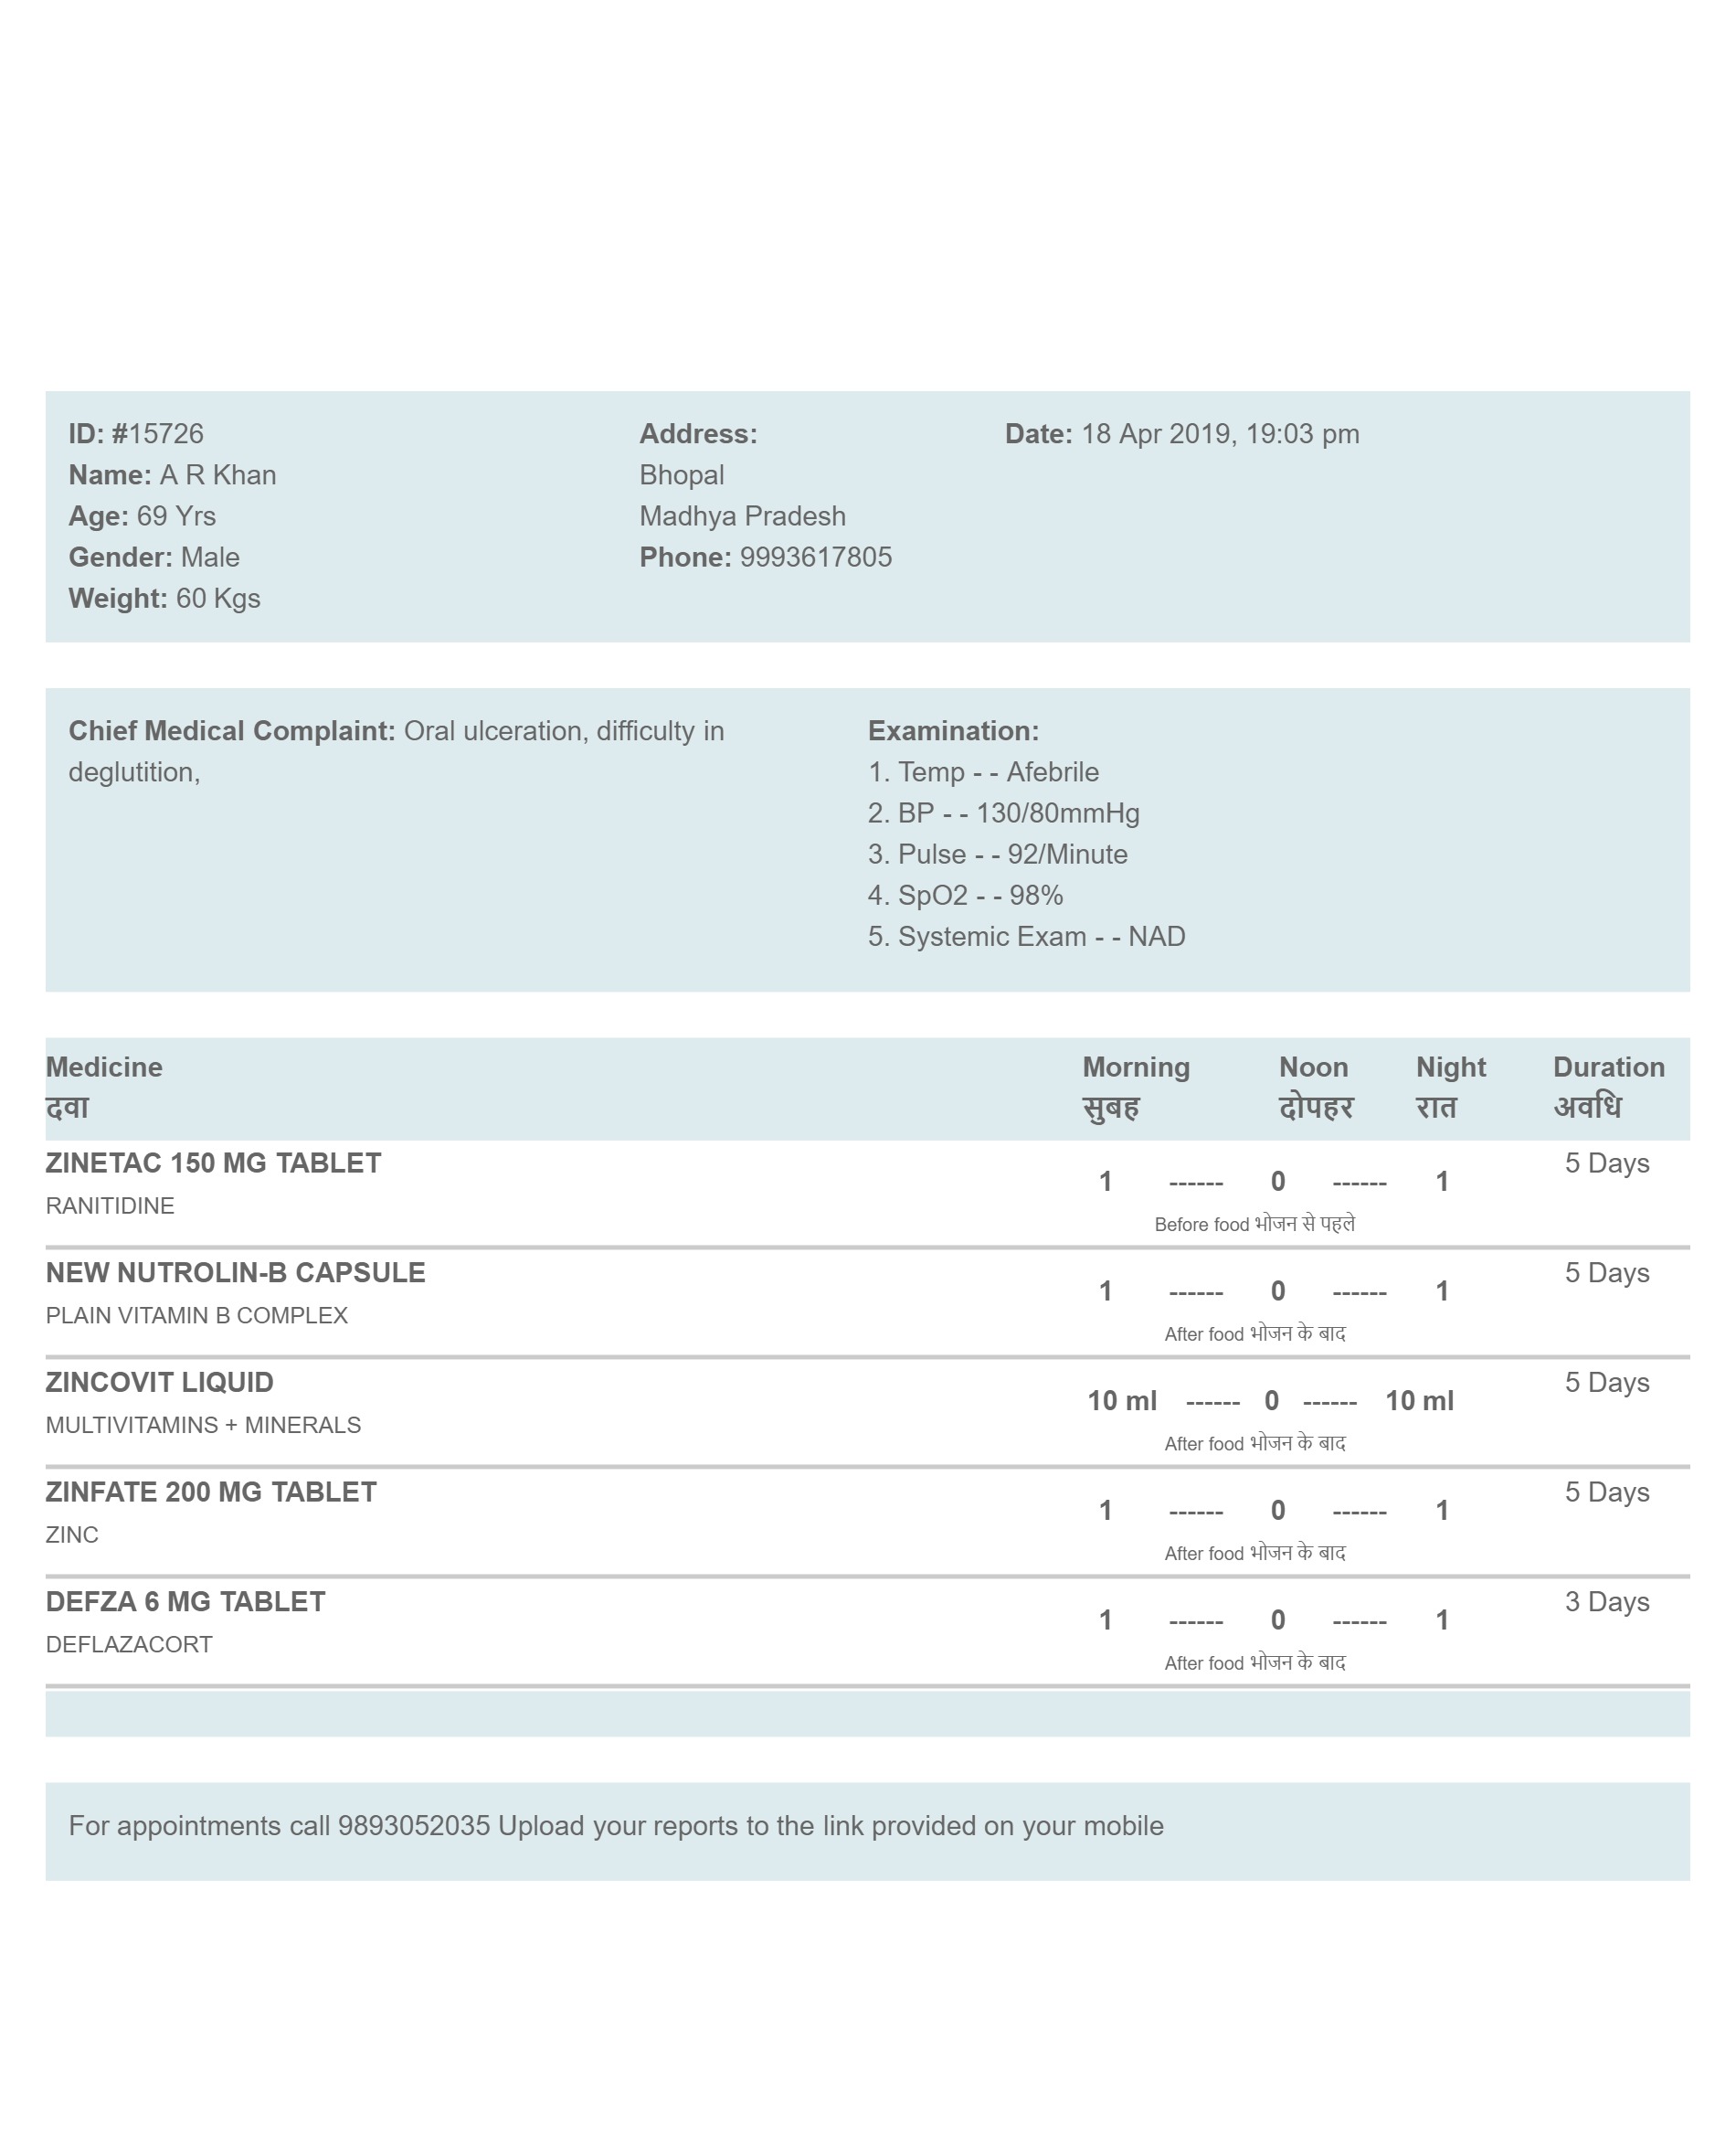 ID: #15726
Name: A R Khan
Age: 69 Yrs
Gender: Male
Weight: 60 Kgs
Address:
Bhopal
Madhya Pradesh
Phone: 9993617805
Date: 18 Apr 2019, 19:03 pm
Chief Medical Complaint: Oral ulceration, difficulty in
deglutition,
Examination:
1. Temp - - Afebrile
2. BP - - 130/80mmHg
3. Pulse - - 92/Minute
4. SpO2 - - 98%
5. Systemic Exam - - NAD
Medicine Morning Noon Night Duration
दवा सुबह दोपहर रात अवधि
ZINETAC 150 MG TABLET 5 Days
1 ------ 0 ------ 1
RANITIDINE
Before food भोजन से पहले
NEW NUTROLIN-B CAPSULE 5 Days
1 ------ 0 ------ 1
PLAIN VITAMIN B COMPLEX
After food भोजन के बाद
ZINCOVIT LIQUID 5 Days
10 ml ------ 0 ------ 10 ml
MULTIVITAMINS + MINERALS
After food भोजन के बाद
ZINFATE 200 MG TABLET 5 Days
1 ------ 0 ------ 1
ZINC
After food भोजन के बाद
DEFZA 6 MG TABLET 3 Days
1 ------ 0 ------ 1
DEFLAZACORT
After food भोजन के बाद
For appointments call 9893052035 Upload your reports to the link provided on your mobile